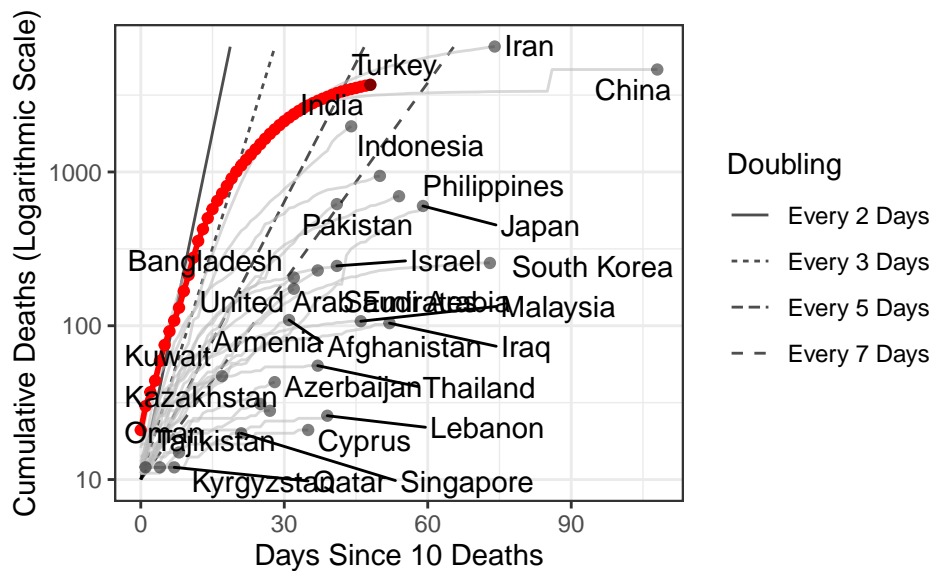 Cumulative Deaths (Logarithmic Scale)
1000
100
10
Iran
Turkey
China
India
Indonesia
Philippines
Pakistan
Japan
Bangladesh
Israel
South Korea
United Arab Emirates
Saudi Arabia
Malaysia
Armenia
Afghanistan
Iraq
Kuwait
Azerbaijan
Thailand
Kazakhstan
Oman
Tajikistan
Cyprus
Lebanon
Kyrgyzstan
Qatar
Singapore
0 30 60 90
Days Since 10 Deaths
Doubling
Every 2 Days
Every 3 Days
Every 5 Days
Every 7 Days